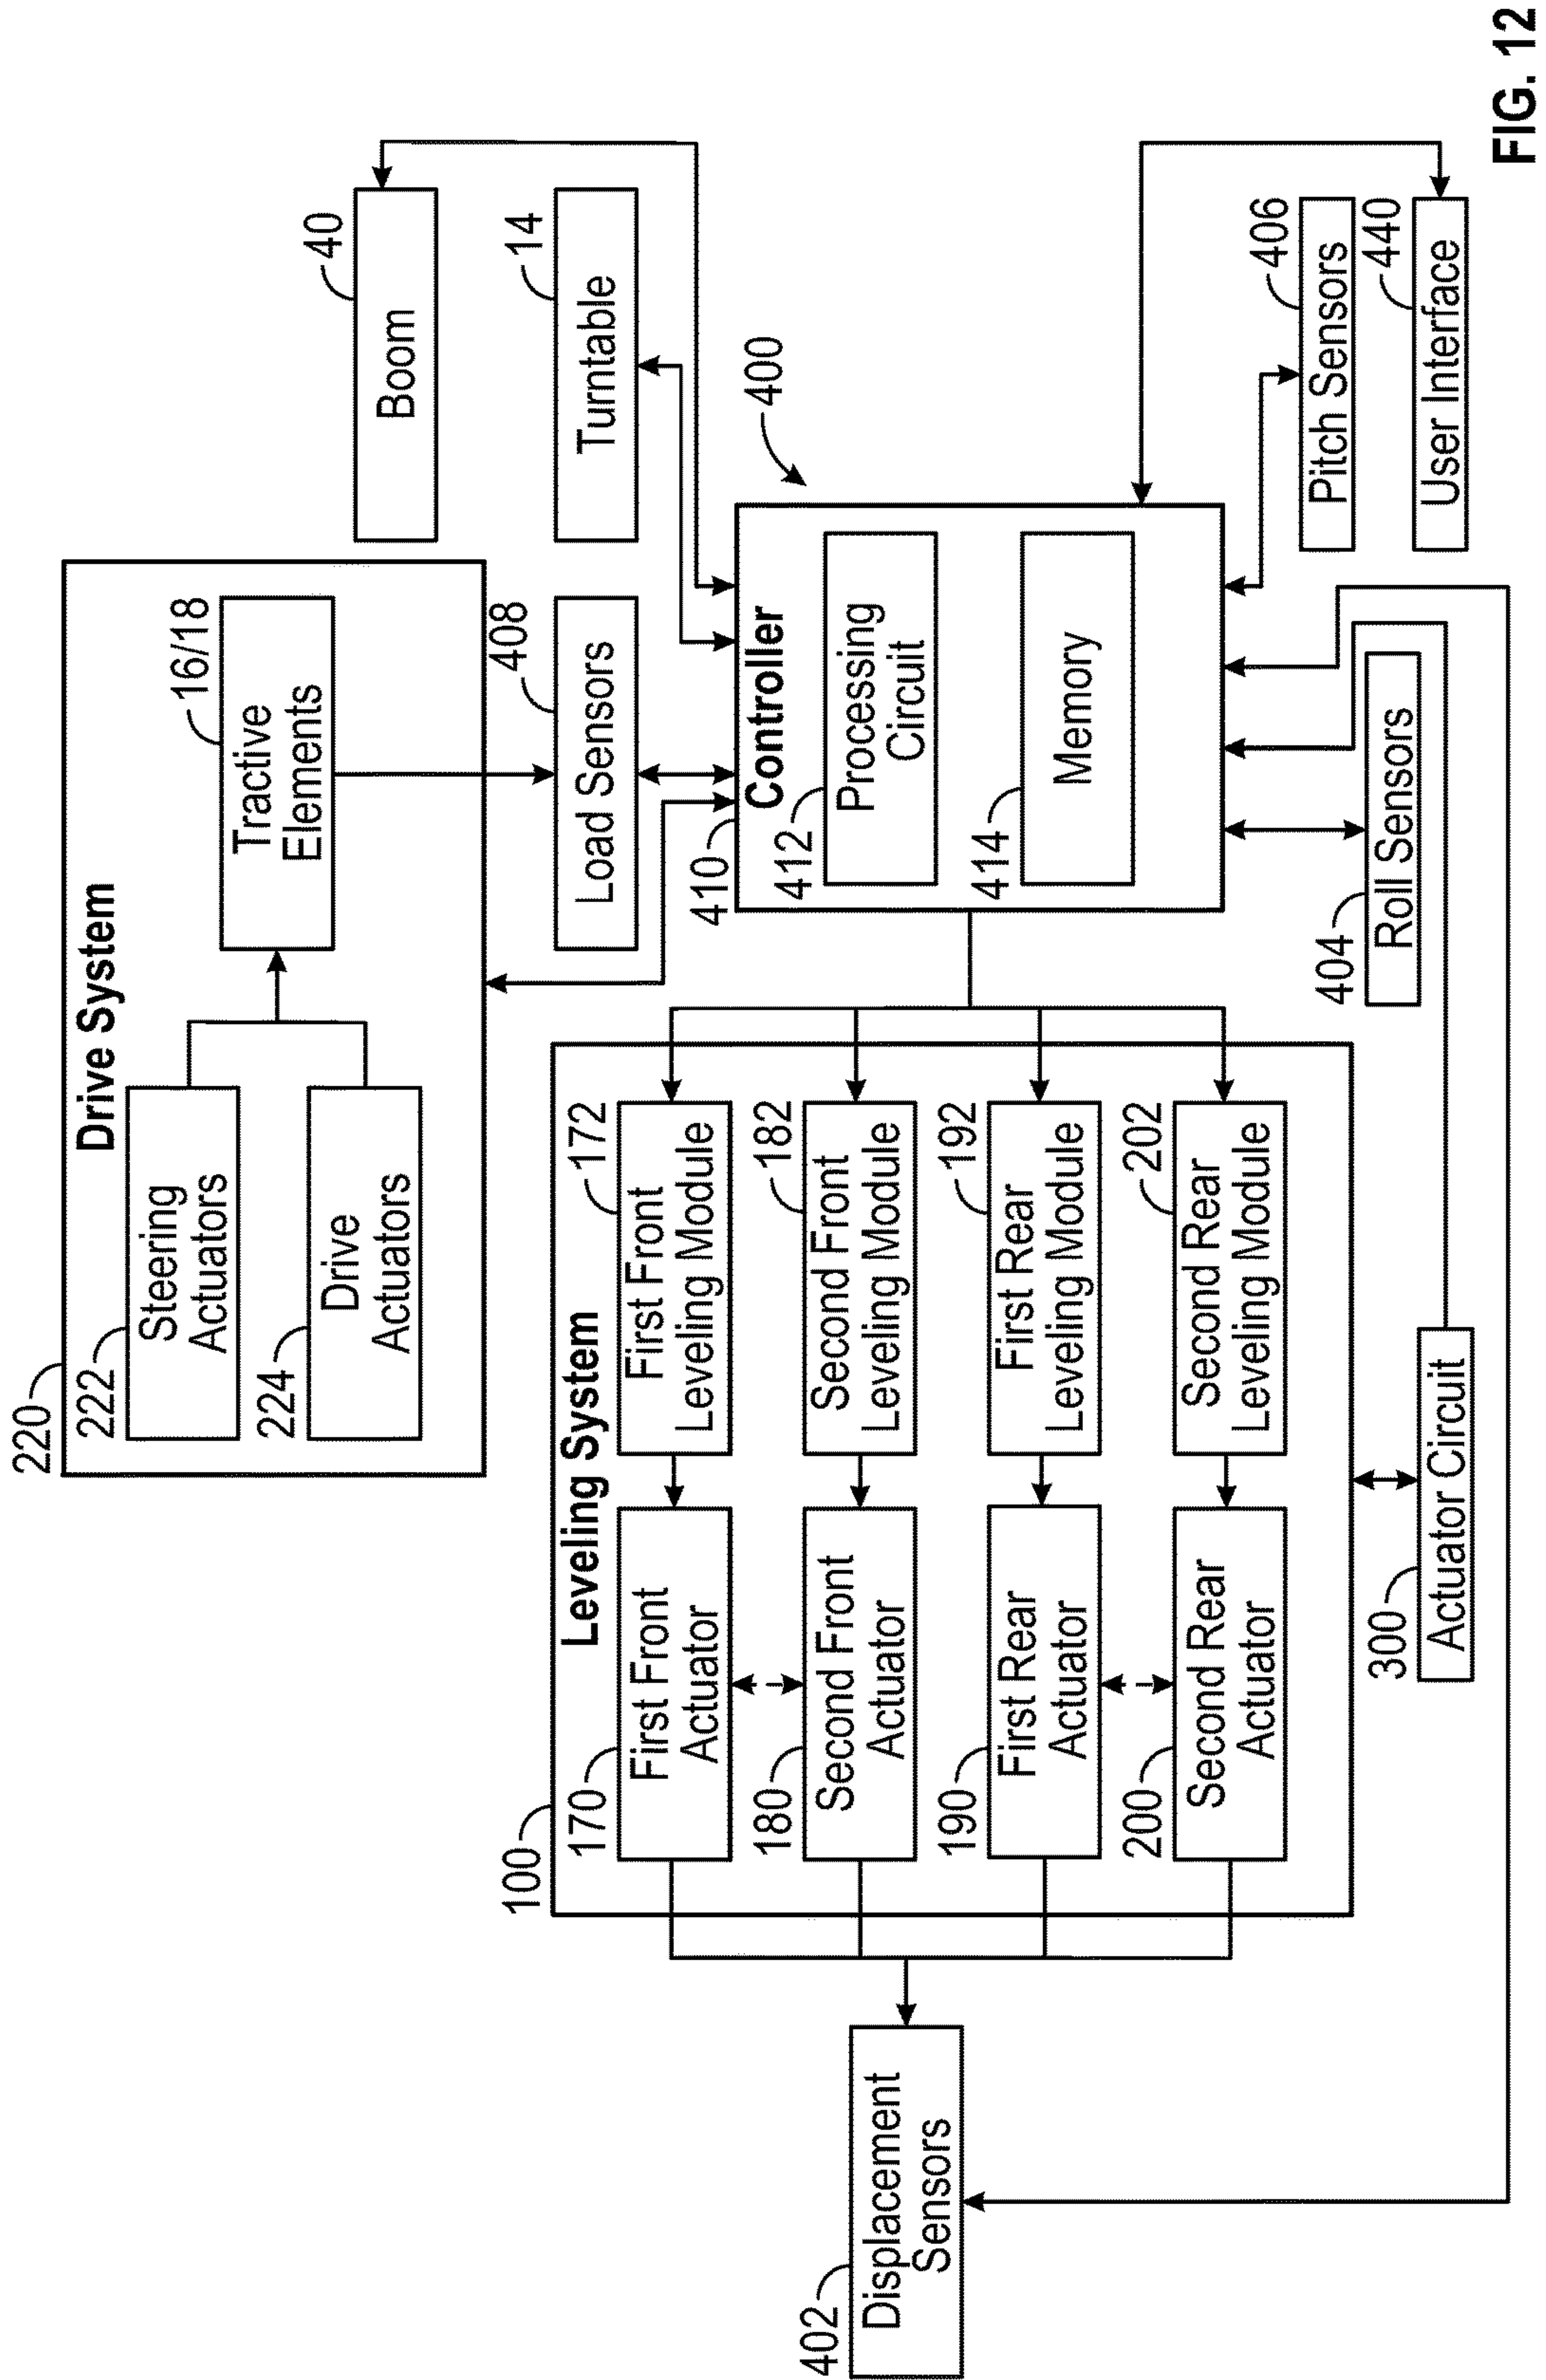 220
Drive System
222
Steering
Actuators
224
Drive
Actuators
16/18
Tractive
Elements
40
Boom
14
Turntable
408
Load Sensors
400
410
Controller
412
Processing
Circuit
414
Memory
100
Leveling System
170
First Front
Actuator
172
First Front
Leveling Module
180
Second Front
Actuator
182
Second Front
Leveling Module
190
First Rear
Actuator
192
First Rear
Leveling Module
200
Second Rear
Actuator
202
Second Rear
Leveling Module
402
Displacement
Sensors
404
Roll Sensors
406
Pitch Sensors
440
User Interface
300
Actuator Circuit
FIG. 12